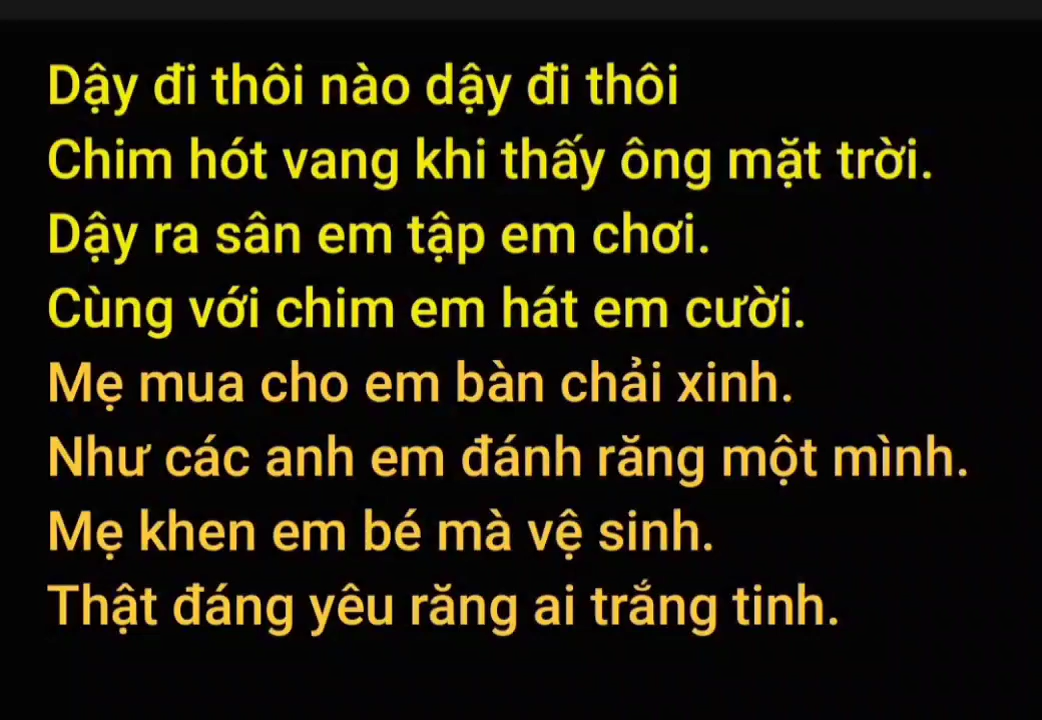 Dậy đi thôi nào dậy đi thôi
Chim hót vang khi thấy ông mặt trời.
Dậy ra sân em tập em chơi.
Cùng với chim em hát em cười.
Mẹ mua cho em bàn chải xinh.
Như các anh em đánh răng một mình.
Mẹ khen em bé mà vệ sinh.
Thật đáng yêu răng ai trắng tinh.